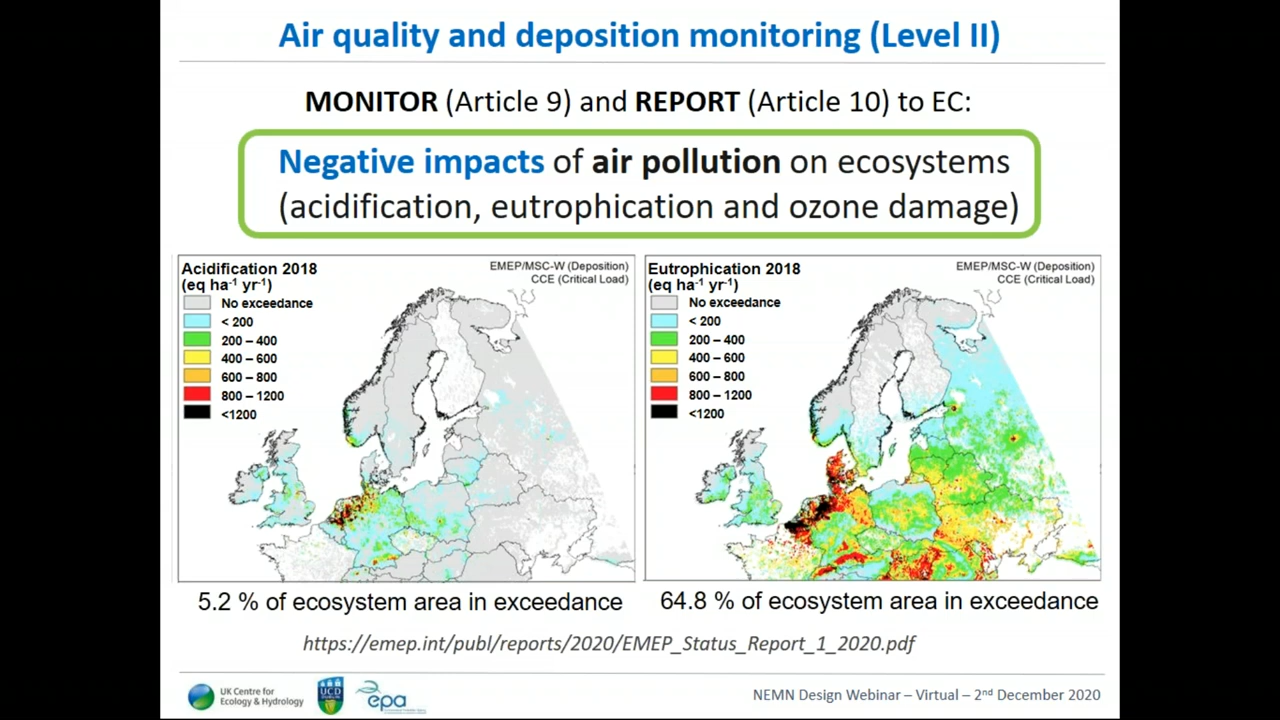 Air quality and deposition monitoring (Level II)
MONITOR (Article 9) and REPORT (Article 10) to EC:
Negative impacts of air pollution on ecosystems
(acidification, eutrophication and ozone damage)
Acidification 2018
(eq ha-1 yr-1)
EMEP/MSC-W (Deposition)
CCE (Critical Load)
No exceedance
< 200
200 – 400
400 – 600
600 – 800
800 – 1200
<1200
Eutrophication 2018
(eq ha-1 yr-1)
EMEP/MSC-W (Deposition)
CCE (Critical Load)
No exceedance
< 200
200 – 400
400 – 600
600 – 800
800 – 1200
<1200
5.2 % of ecosystem area in exceedance
64.8 % of ecosystem area in exceedance
https://emep.int/publ/reports/2020/EMEP_Status_Report_1_2020.pdf
UK Centre for
Ecology & Hydrology
UCD
DUBLIN
epa
NEMN Design Webinar – Virtual – 2nd December 2020